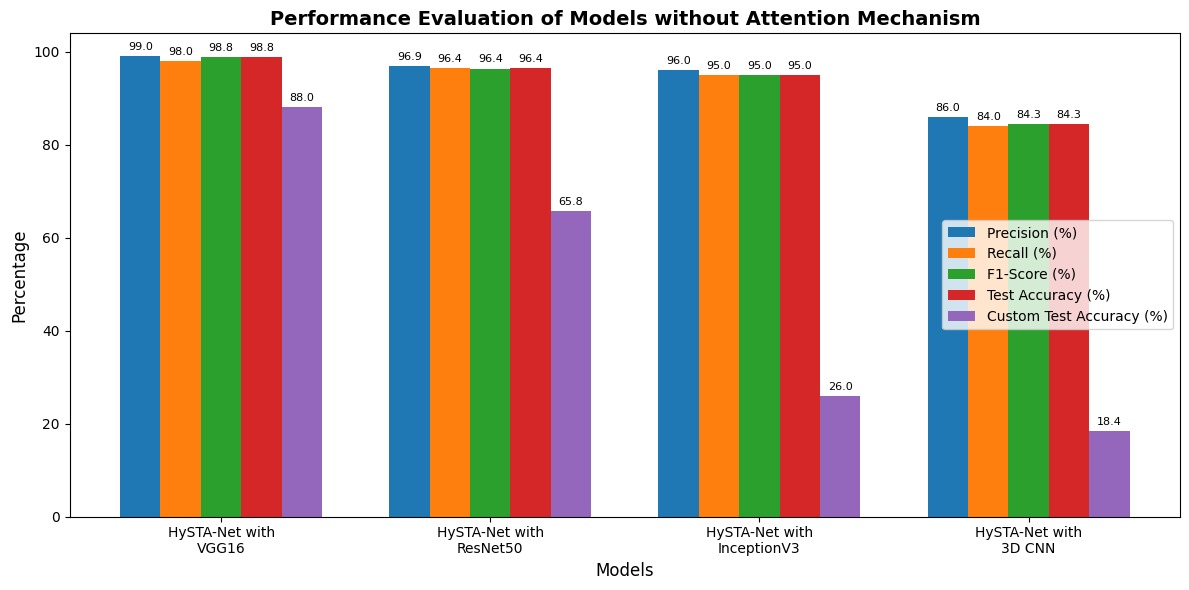 Performance Evaluation of Models without Attention Mechanism
Percentage
100
80
60
40
20
0
99.0 98.0 98.8 98.8 88.0
96.9 96.4 96.4 96.4 65.8
96.0 95.0 95.0 95.0 26.0
86.0 84.0 84.3 84.3 18.4
Precision (%)
Recall (%)
F1-Score (%)
Test Accuracy (%)
Custom Test Accuracy (%)
HySTA-Net with
VGG16
HySTA-Net with
ResNet50
HySTA-Net with
InceptionV3
HySTA-Net with
3D CNN
Models